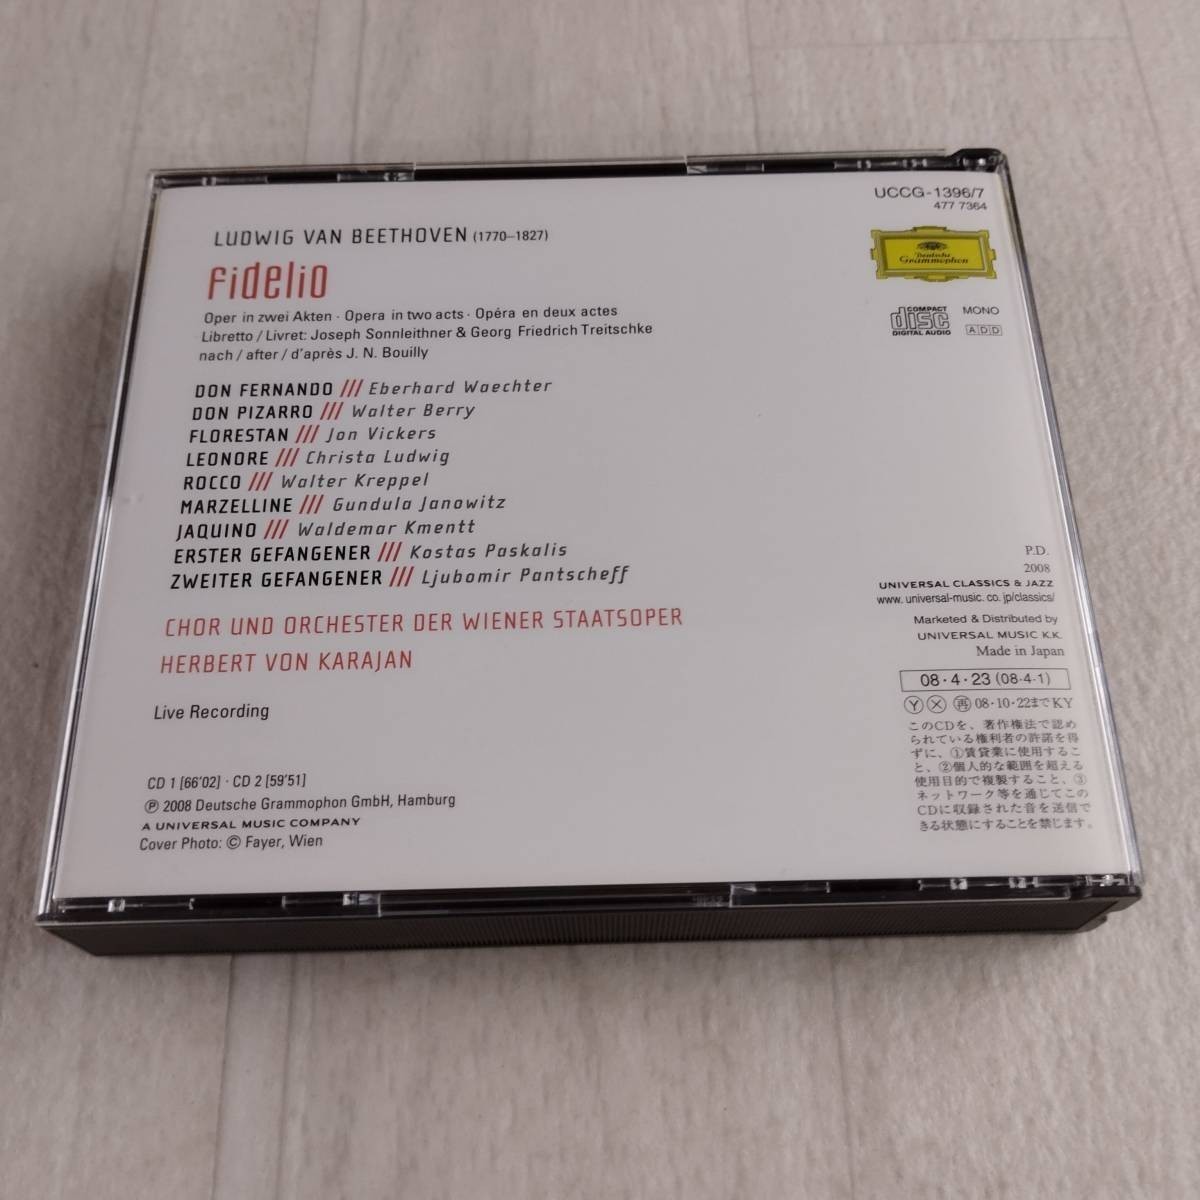 UCCG-1396/7
477 7364
Deutsche
Grammophon
COMPACT
disc
DIGITAL AUDIO
MONO
ADD
LUDWIG VAN BEETHOVEN (1770–1827)
Fidelio
Oper in zwei Akten · Opera in two acts · Opéra en deux actes
Libretto / Livret: Joseph Sonnleithner & Georg Friedrich Treitschke
nach / after / d'après J. N. Bouilly
DON FERNANDO /// Eberhard Waechter
DON PIZARRO /// Walter Berry
FLORESTAN /// Jon Vickers
LEONORE /// Christa Ludwig
ROCCO /// Walter Kreppel
MARZELLINE /// Gundula Janowitz
JAQUINO /// Waldemar Kmentt
ERSTER GEFANGENER /// Kostas Paskalis
ZWEITER GEFANGENER /// Ljubomir Pantscheff
CHOR UND ORCHESTER DER WIENER STAATSOPER
HERBERT VON KARAJAN
Live Recording
CD 1 [66'02] · CD 2 [59'51]
℗ 2008 Deutsche Grammophon GmbH, Hamburg
A UNIVERSAL MUSIC COMPANY
Cover Photo: © Fayer, Wien
P.D.
2008
UNIVERSAL CLASSICS & JAZZ
www.universal-music.co.jp/classics/
Marketed & Distributed by
UNIVERSAL MUSIC K.K.
Made in Japan
08・4・23 (08・4・1)
Ⓨ Ⓧ 再 08・10・22までKY
このCDを、著作権法で認め
られている権利者の許諾を得
ずに、①賃貸業に使用するこ
と、②個人的な範囲を超える
使用目的で複製すること、③
ネットワーク等を通じてこの
CDに収録された音を送信で
きる状態にすることを禁じます。